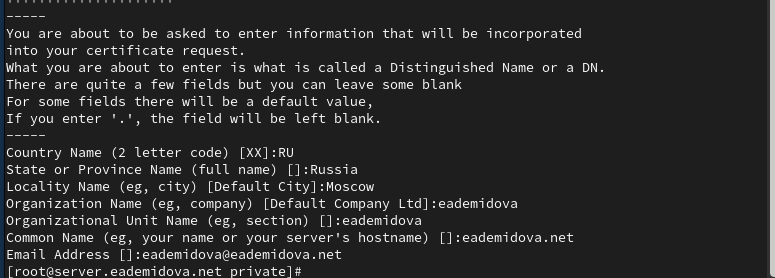 -----
You are about to be asked to enter information that will be incorporated
into your certificate request.
What you are about to enter is what is called a Distinguished Name or a DN.
There are quite a few fields but you can leave some blank
For some fields there will be a default value,
If you enter '.', the field will be left blank.
-----
Country Name (2 letter code) [XX]:RU
State or Province Name (full name) []:Russia
Locality Name (eg, city) [Default City]:Moscow
Organization Name (eg, company) [Default Company Ltd]:eademidova
Organizational Unit Name (eg, section) []:eademidova
Common Name (eg, your name or your server's hostname) []:eademidova.net
Email Address []:eademidova@eademidova.net
[root@server.eademidova.net private]#